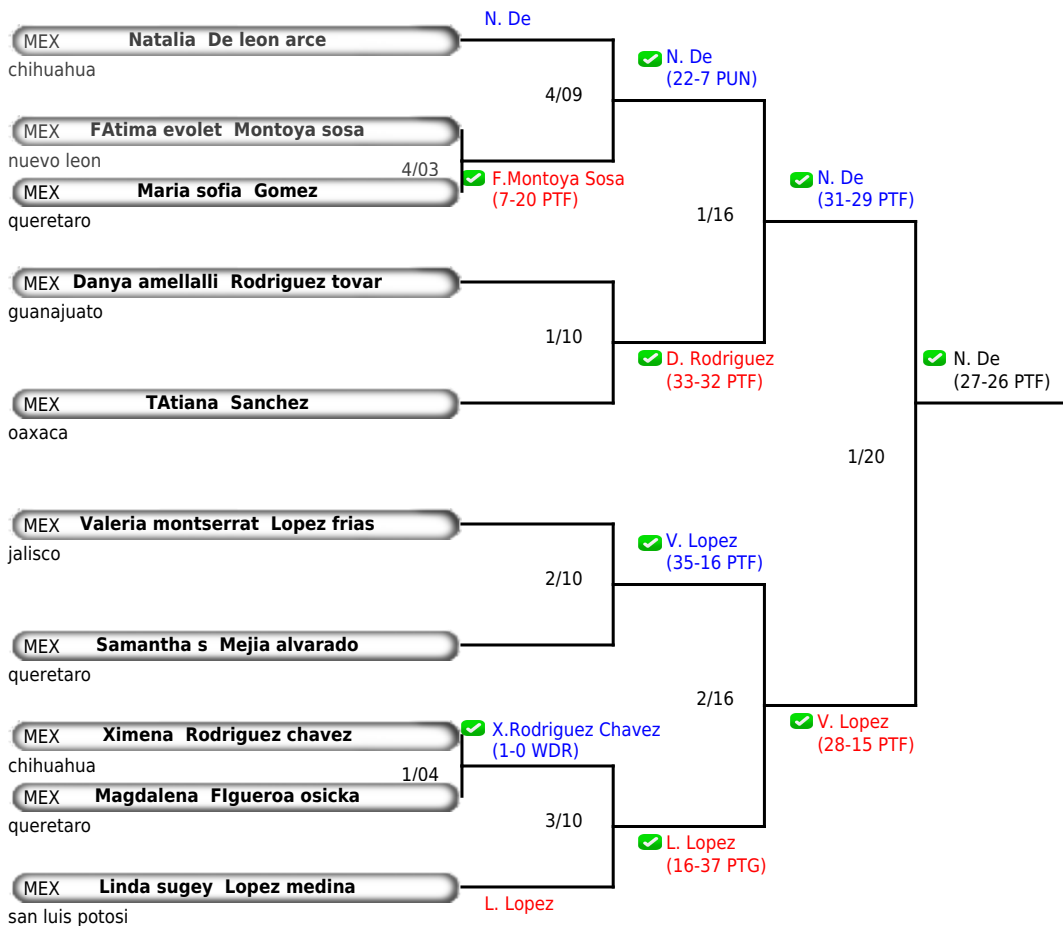 N. De
MEX Natalia De leon arce
chihuahua
N. De
(22-7 PUN)
4/09
MEX FAtima evolet Montoya sosa
nuevo leon
4/03
F.Montoya Sosa
(7-20 PTF)
MEX Maria sofia Gomez
queretaro
N. De
(31-29 PTF)
1/16
MEX Danya amellalli Rodriguez tovar
guanajuato
1/10
D. Rodriguez
(33-32 PTF)
N. De
(27-26 PTF)
MEX TAtiana Sanchez
oaxaca
1/20
MEX Valeria montserrat Lopez frias
jalisco
V. Lopez
(35-16 PTF)
2/10
MEX Samantha s Mejia alvarado
queretaro
2/16
MEX Ximena Rodriguez chavez
chihuahua
X.Rodriguez Chavez
(1-0 WDR)
V. Lopez
(28-15 PTF)
1/04
MEX Magdalena FIgueroa osicka
queretaro
3/10
L. Lopez
(16-37 PTG)
MEX Linda sugey Lopez medina
san luis potosi
L. Lopez